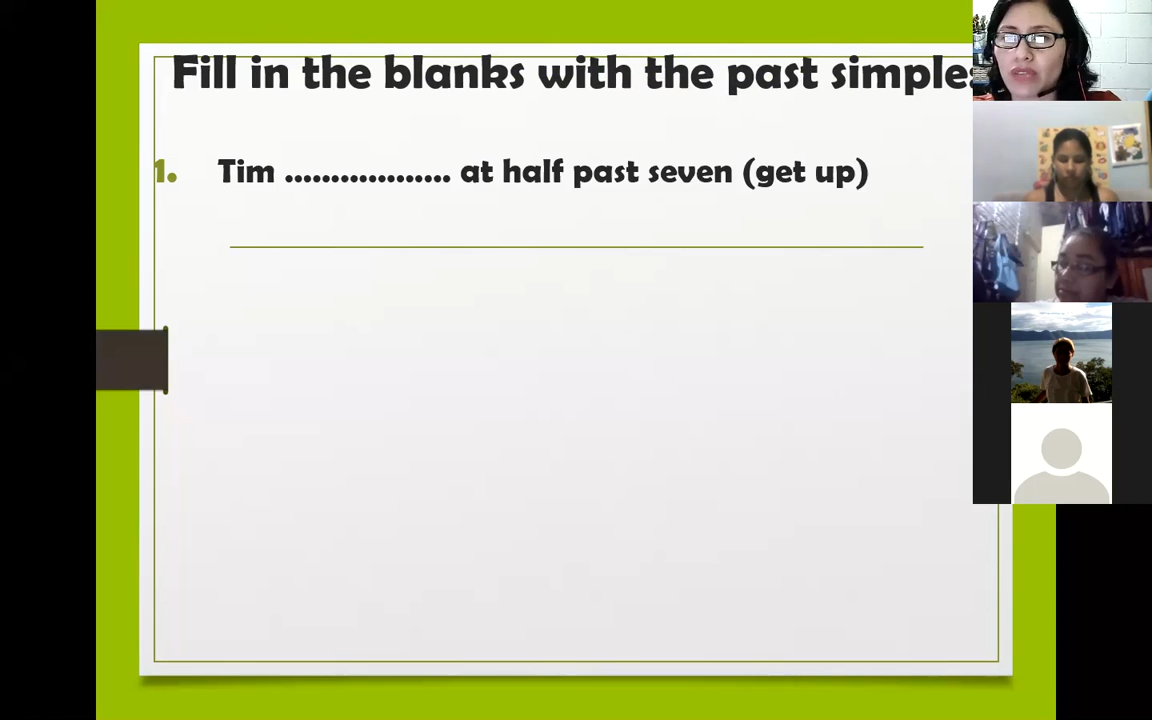 Fill in the blanks with the past simple:
1. Tim .................. at half past seven (get up)